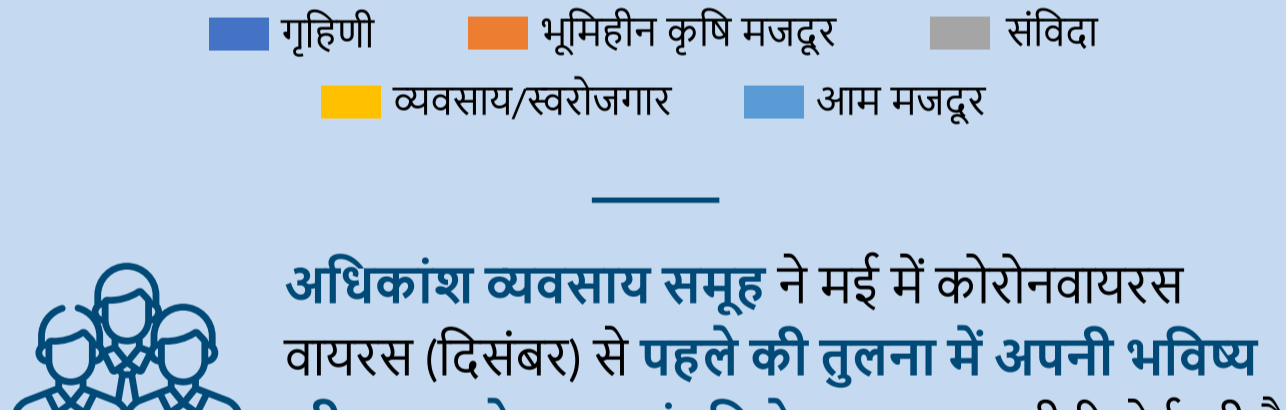 गृहिणी भूमिहीन कृषि मजदूर संविदा
व्यवसाय/स्वरोजगार आम मजदूर
अधिकांश व्यवसाय समूह ने मई में कोरोनवायरस
वायरस (दिसंबर) से पहले की तुलना में अपनी भविष्य